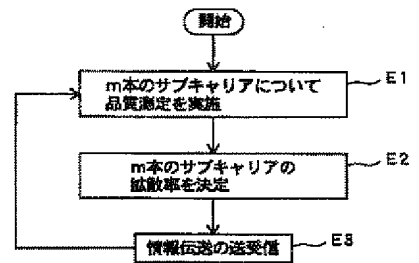 開始
m本のサブキャリアについて
品質測定を実施
E1
m本のサブキャリアの
拡散率を決定
E2
情報伝送の送受信
E3